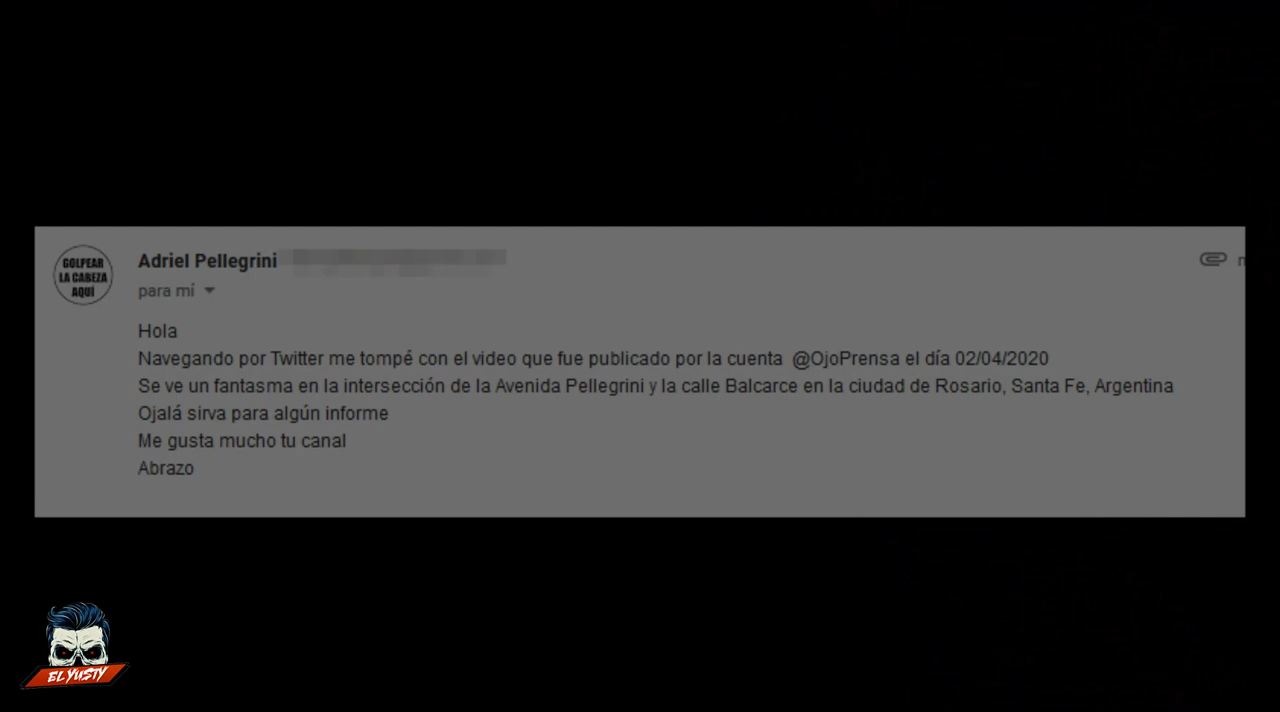 GOLPEAR
LA CABEZA
AQUÍ
Adriel Pellegrini
para mí
Hola
Navegando por Twitter me tompé con el video que fue publicado por la cuenta @OjoPrensa el día 02/04/2020
Se ve un fantasma en la intersección de la Avenida Pellegrini y la calle Balcarce en la ciudad de Rosario, Santa Fe, Argentina
Ojalá sirva para algún informe
Me gusta mucho tu canal
Abrazo
EL YUSTY